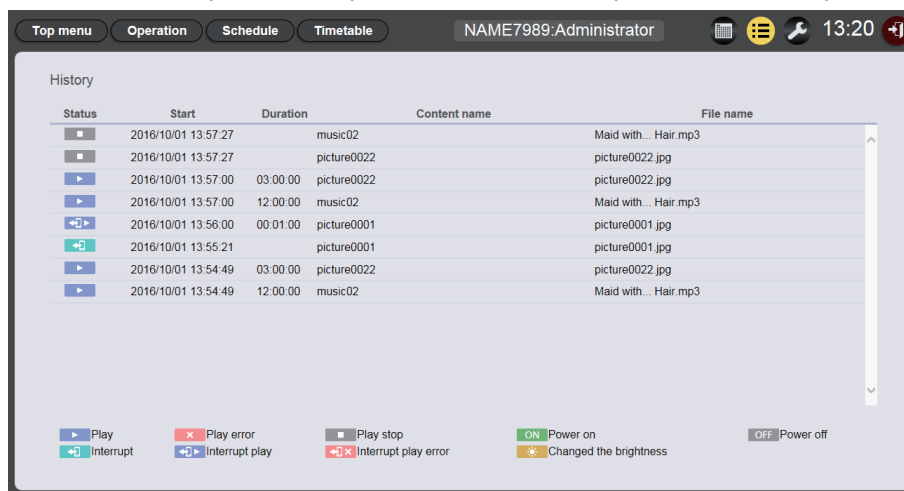 Top menu Operation Schedule Timetable NAME7989:Administrator 13:20
History
Status Start Duration Content name File name
2016/10/01 13:57:27 music02 Maid with... Hair.mp3
2016/10/01 13:57:27 picture0022 picture0022.jpg
2016/10/01 13:57:00 03:00:00 picture0022 picture0022.jpg
2016/10/01 13:57:00 12:00:00 music02 Maid with... Hair.mp3
2016/10/01 13:56:00 00:01:00 picture0001 picture0001.jpg
2016/10/01 13:55:21 picture0001 picture0001.jpg
2016/10/01 13:54:49 03:00:00 picture0022 picture0022.jpg
2016/10/01 13:54:49 12:00:00 music02 Maid with... Hair.mp3
Play Play error Play stop ON Power on OFF Power off
Interrupt Interrupt play Interrupt play error Changed the brightness